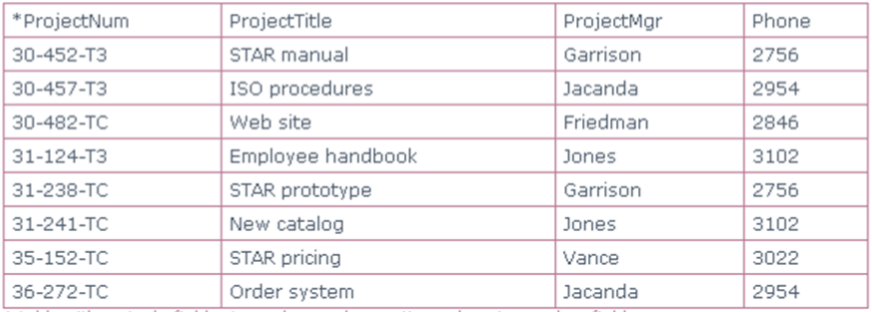 *ProjectNum ProjectTitle ProjectMgr Phone
30-452-T3 STAR manual Garrison 2756
30-457-T3 ISO procedures Jacanda 2954
30-482-TC Web site Friedman 2846
31-124-T3 Employee handbook Jones 3102
31-238-TC STAR prototype Garrison 2756
31-241-TC New catalog Jones 3102
35-152-TC STAR pricing Vance 3022
36-272-TC Order system Jacanda 2954